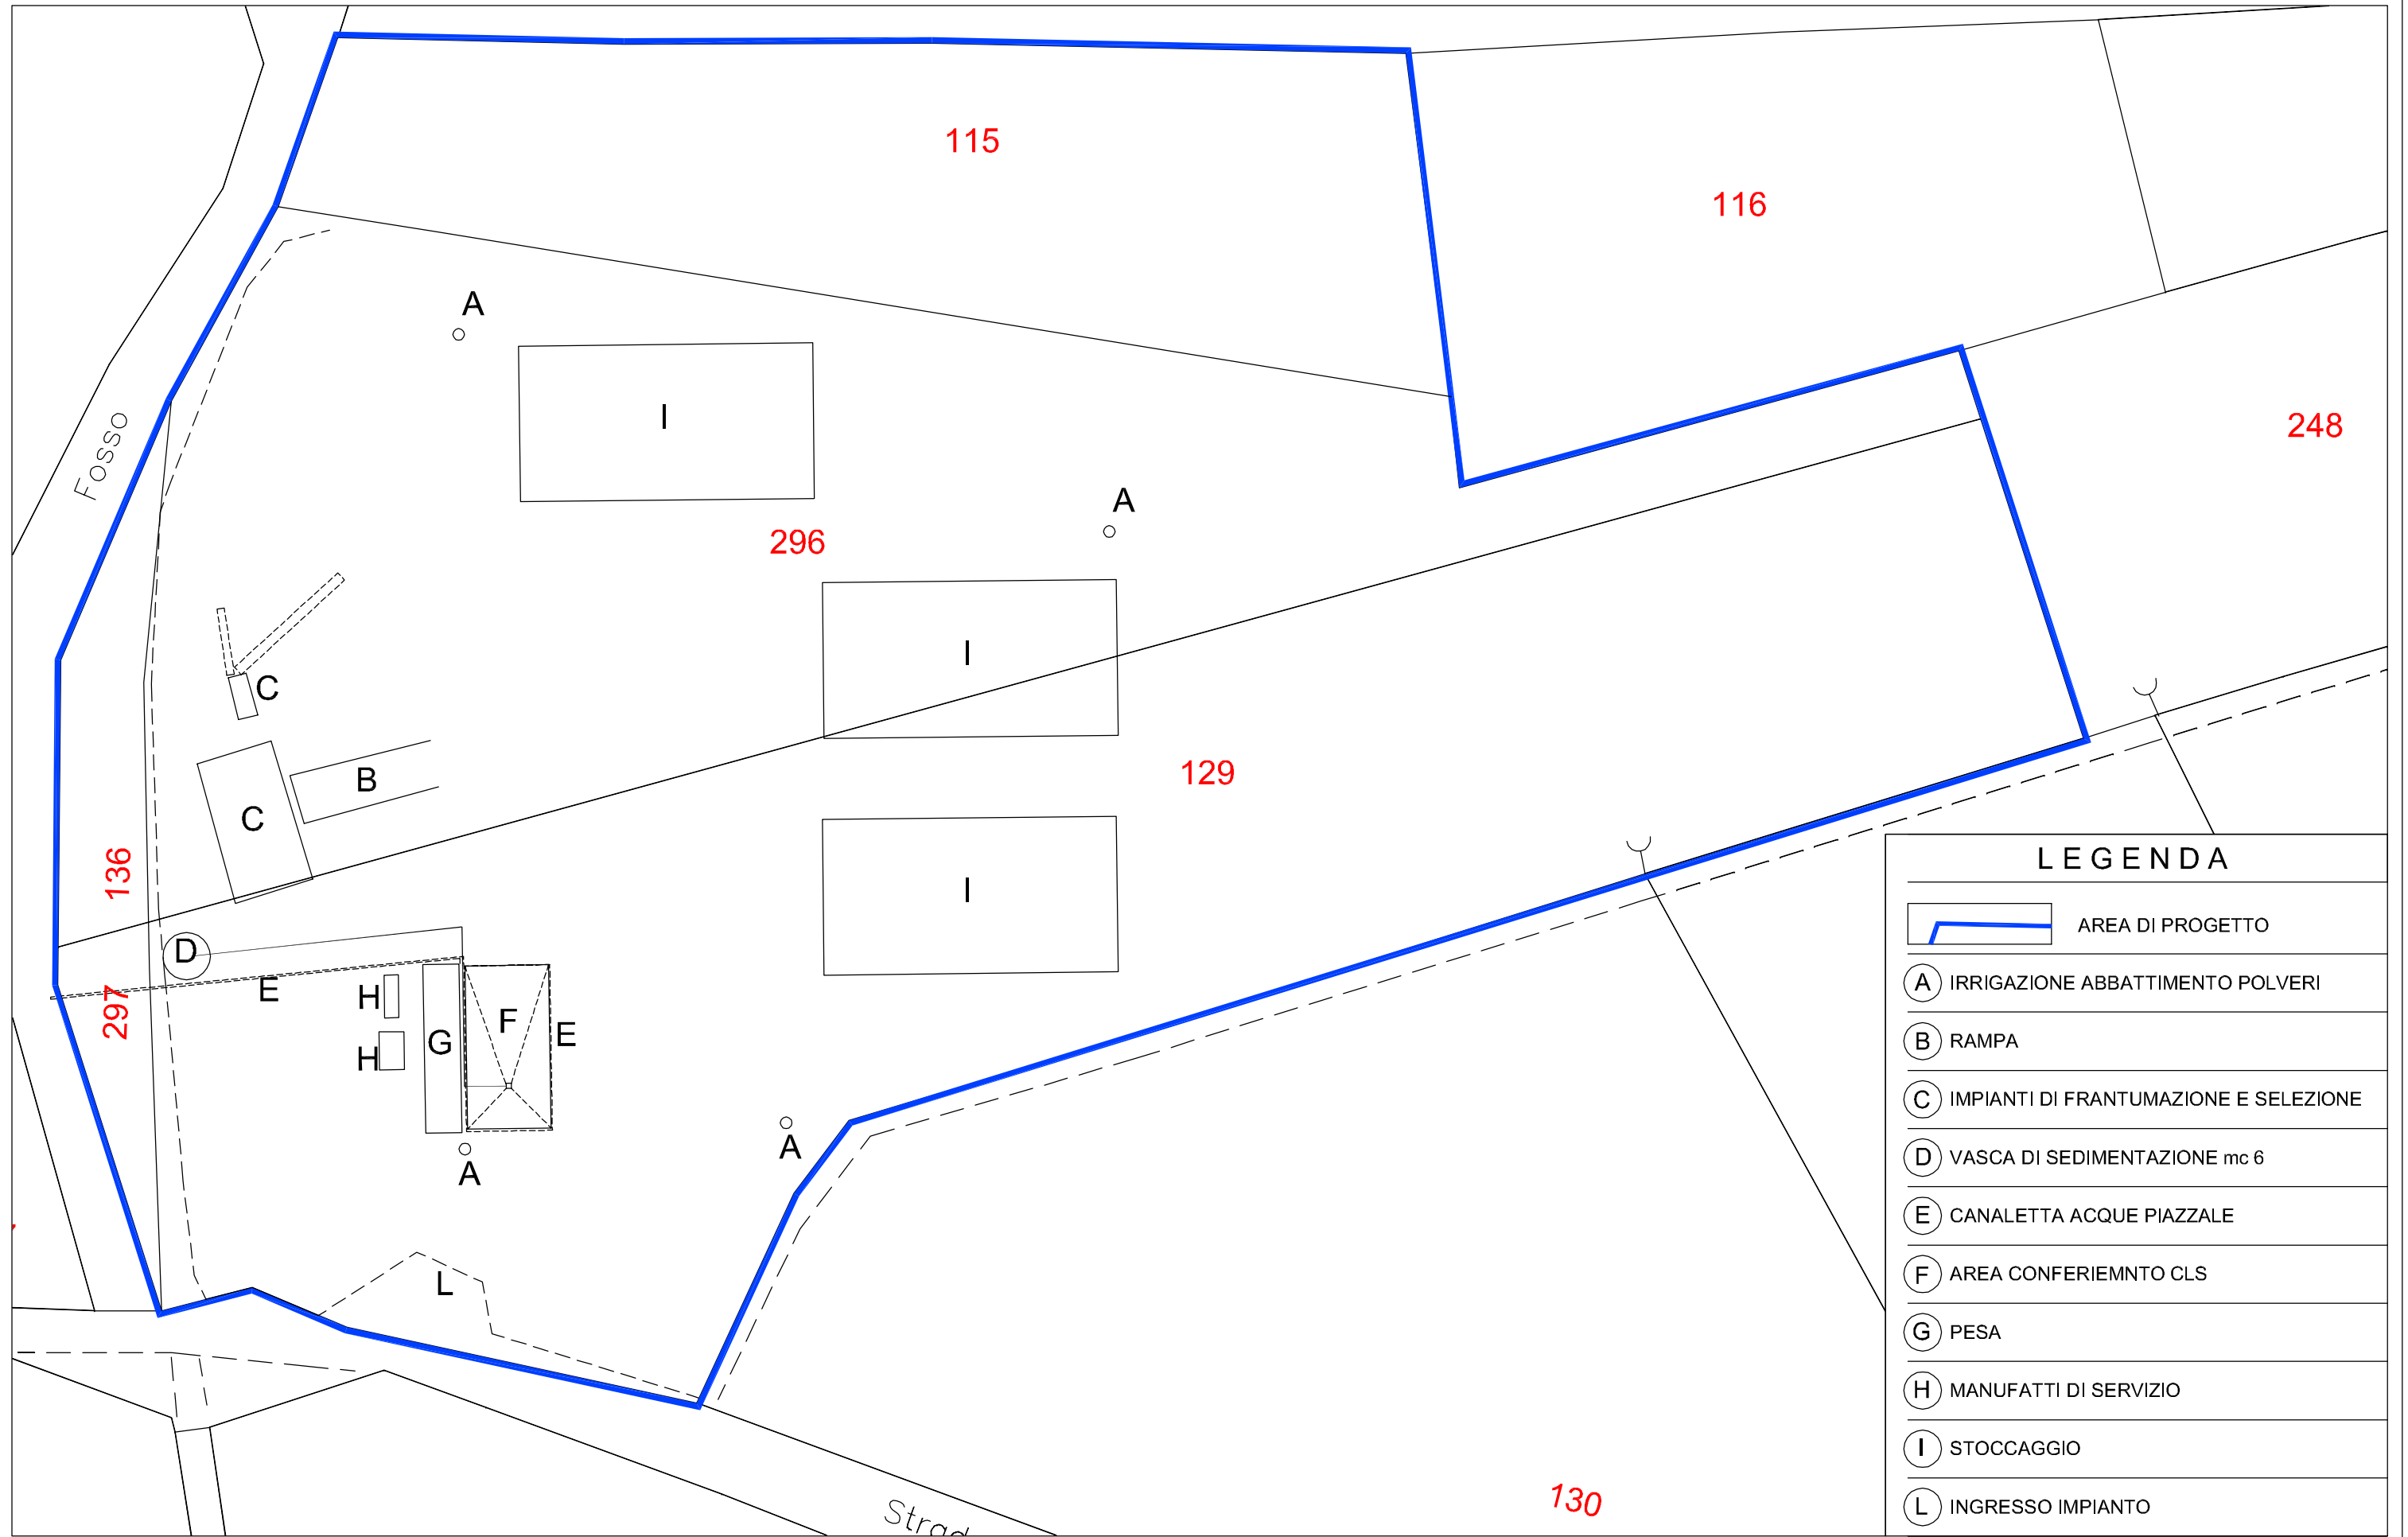 115
116
A
248
I
Fosso
A
296
I
C
129
B
C
136
I
D
E
297
H
F
G
E
H
A
A
L
130
LEGENDA
AREA DI PROGETTO
A IRRIGAZIONE ABBATTIMENTO POLVERI
B RAMPA
C IMPIANTI DI FRANTUMAZIONE E SELEZIONE
D VASCA DI SEDIMENTAZIONE mc 6
E CANALETTA ACQUE PIAZZALE
F AREA CONFERIEMNTO CLS
G PESA
H MANUFATTI DI SERVIZIO
I STOCCAGGIO
L INGRESSO IMPIANTO